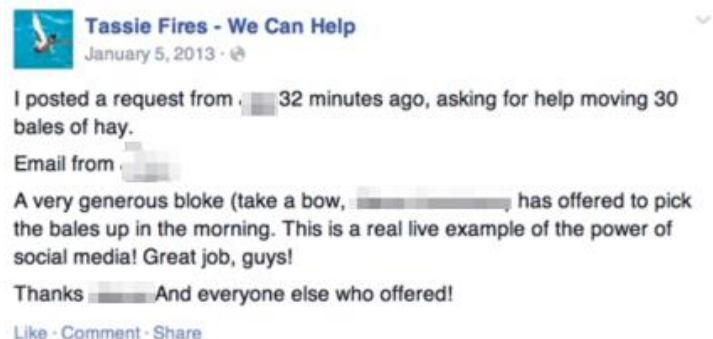 Tassie Fires - We Can Help
January 5, 2013 ·
I posted a request from 32 minutes ago, asking for help moving 30
bales of hay.
Email from
A very generous bloke (take a bow, has offered to pick
the bales up in the morning. This is a real live example of the power of
social media! Great job, guys!
Thanks And everyone else who offered!
Like · Comment · Share